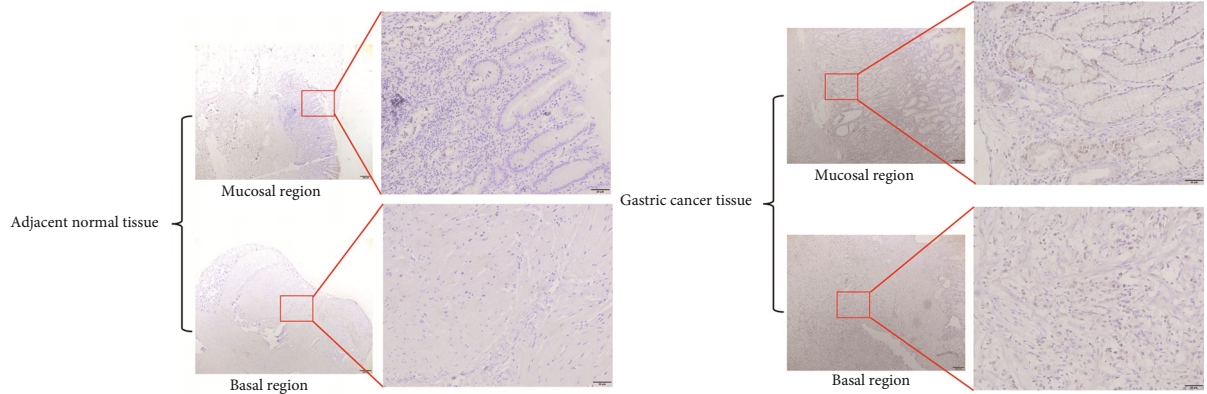 Mucosal region
Adjacent normal tissue
Basal region
Mucosal region
Gastric cancer tissue
Basal region